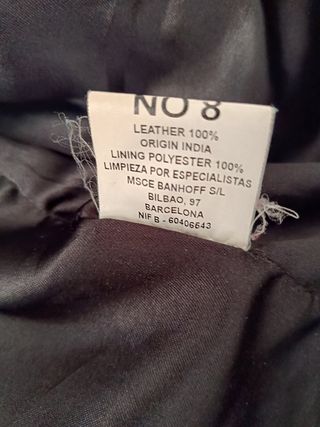 NO 8
LEATHER 100%
ORIGIN INDIA
LINING POLYESTER 100%
LIMPIEZA POR ESPECIALISTAS
MSCE BANHOFF S/L
BILBAO, 97
BARCELONA
NIF B - 60406643